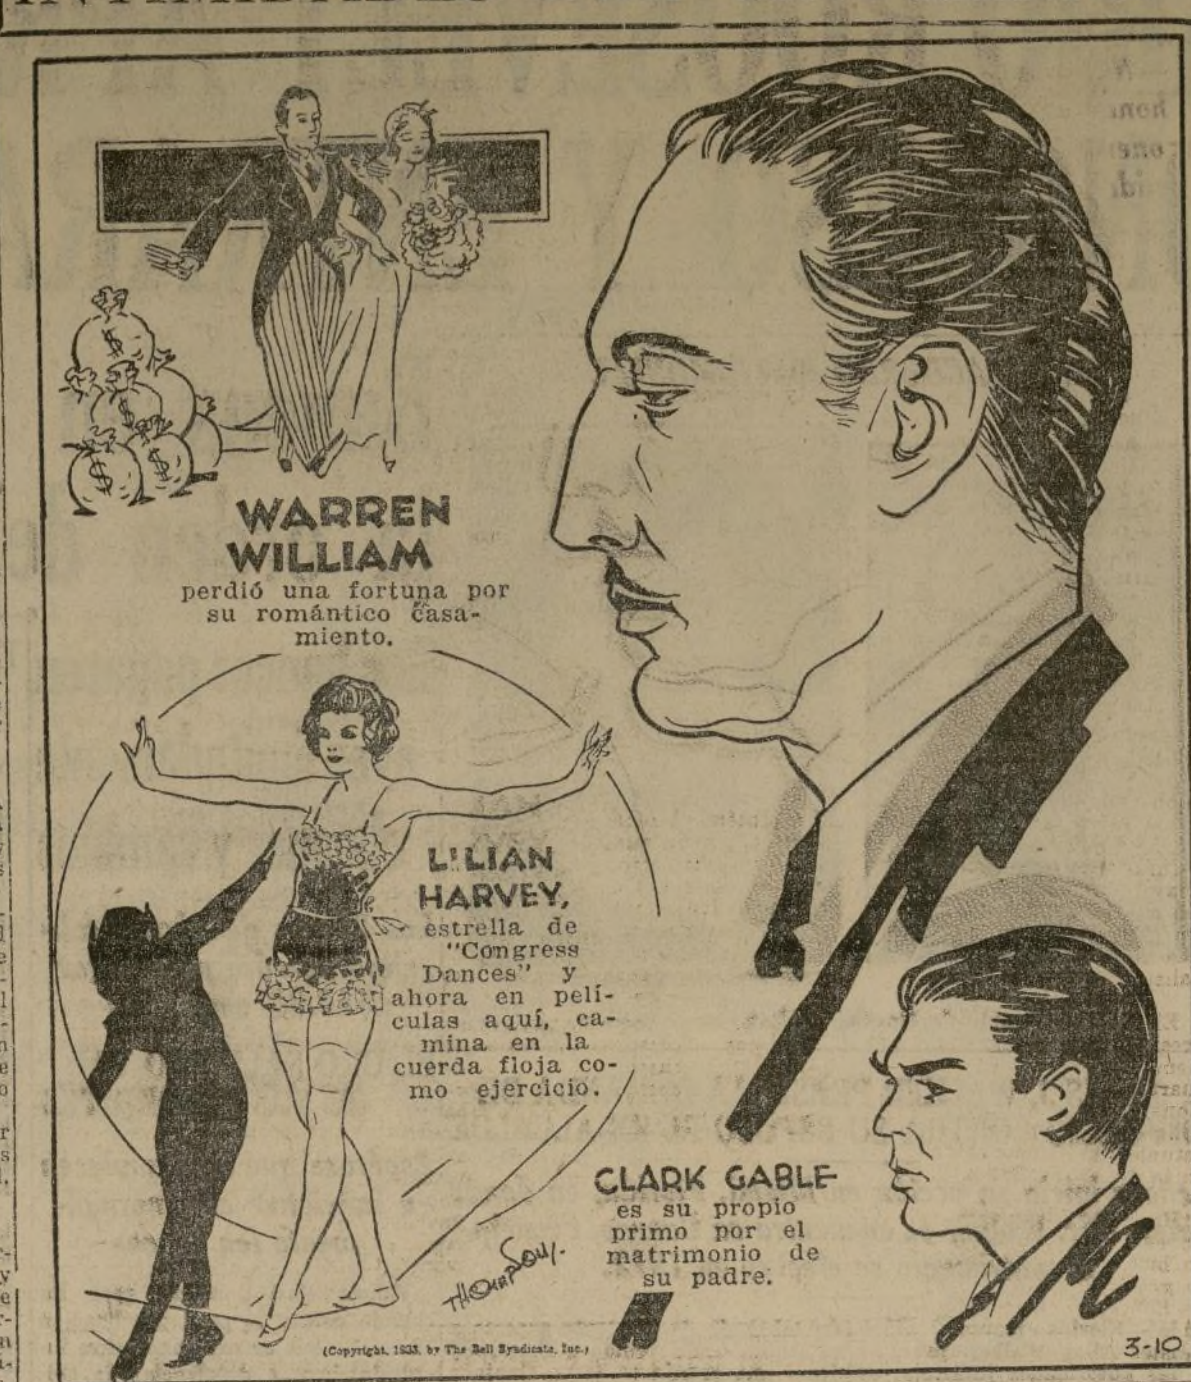 WARREN
WILLIAM
perdió una fortuna por
su romántico casa-
miento.
LILIAN
HARVEY,
estrella de
"Congress
Dances" y
ahora en pelí-
culas aquí, ca-
mina en la
cuerda floja co-
mo ejercicio.
CLARK GABLE
es su propio
primo por el
matrimonio de
su padre.
THOMPSON.
(Copyright, 1933, by The Bell Syndicate, Inc.)
3-10